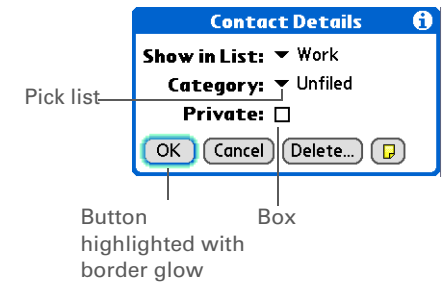 Contact Details
Show in List: Work
Category: Unfiled
Pick list
Private:
OK Cancel Delete...
Button Box
highlighted with
border glow